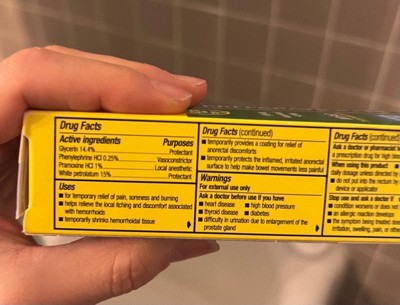 Drug Facts
Active ingredients Purposes
Glycerin 14.4% Protectant
Phenylephrine HCl 0.25% Vasoconstrictor
Pramoxine HCl 1% Local anesthetic
White petrolatum 15% Protectant
Uses
■ for temporary relief of pain, soreness and burning
■ helps relieve the local itching and discomfort associated
with hemorrhoids
■ temporarily shrinks hemorrhoidal tissue
Drug Facts (continued)
■ temporarily provides a coating for relief of
anorectal discomforts
■ temporarily protects the inflamed, irritated anorectal
surface to help make bowel movements less painful
Warnings
For external use only
Ask a doctor before use if you have
■ heart disease ■ high blood pressure
■ thyroid disease ■ diabetes
■ difficulty in urination due to enlargement of the
prostate gland
Drug Facts (continued)
Ask a doctor or pharmacist
a prescription drug for high
When using this product
daily dosage unless directed by
■ do not put into the rectum by
device or applicator
Stop use and ask a doctor if
■ condition worsens or does not
■ an allergic reaction develops
■ the symptom being treated does
irritation, swelling, pain, or other